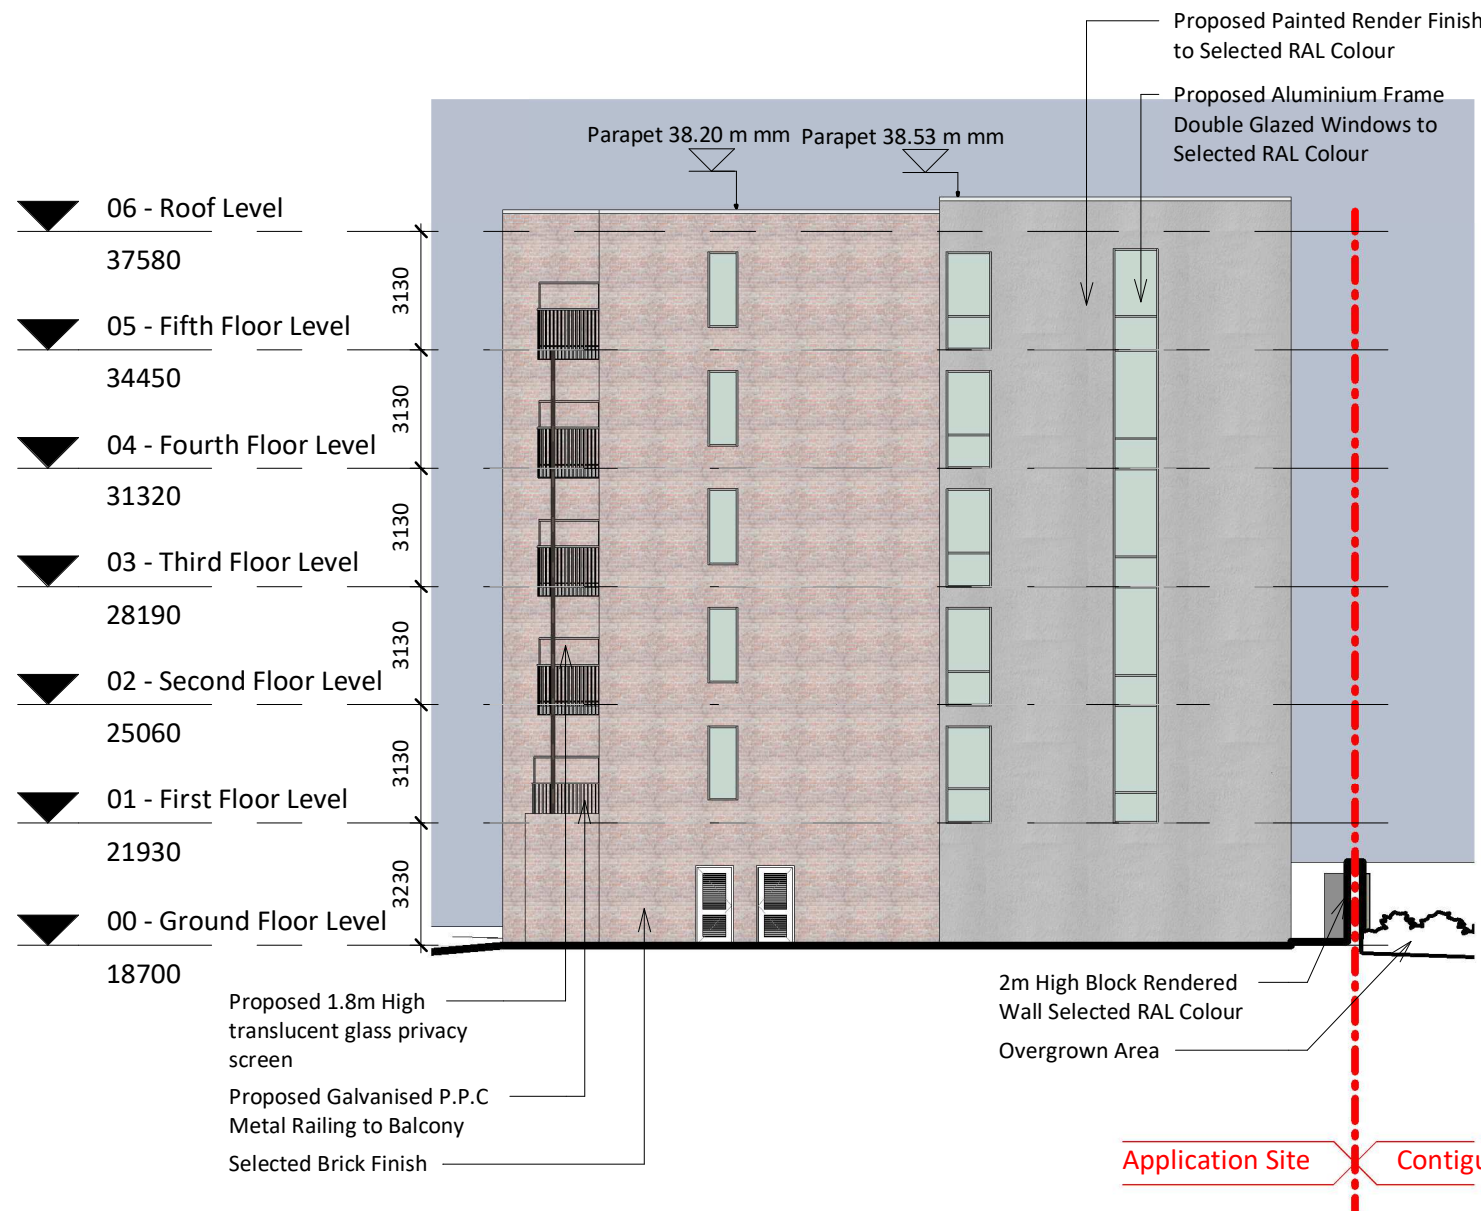 Proposed Painted Render Finish
to Selected RAL Colour
Proposed Aluminium Frame
Double Glazed Windows to
Selected RAL Colour
Parapet 38.20 m mm
Parapet 38.53 m mm
06 - Roof Level
37580
3130
05 - Fifth Floor Level
34450
3130
04 - Fourth Floor Level
31320
3130
03 - Third Floor Level
28190
3130
02 - Second Floor Level
25060
3130
01 - First Floor Level
21930
3230
00 - Ground Floor Level
18700
Proposed 1.8m High
translucent glass privacy
screen
Proposed Galvanised P.P.C
Metal Railing to Balcony
Selected Brick Finish
2m High Block Rendered
Wall Selected RAL Colour
Overgrown Area
Application Site